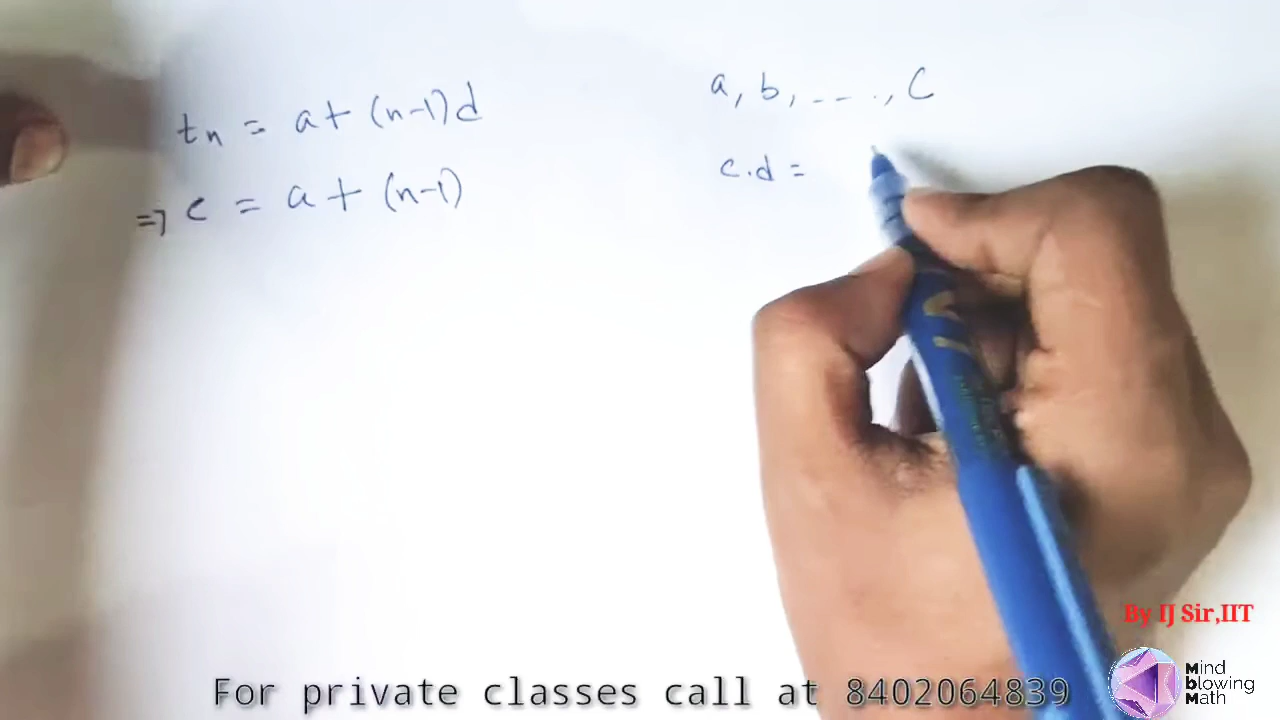 tn = a + (n-1)d
⇒ c = a + (n-1)
a, b, - - . . , C
c.d =
By IJ Sir,IIT
For private classes call at 8402064839
Mind
blowing
Math